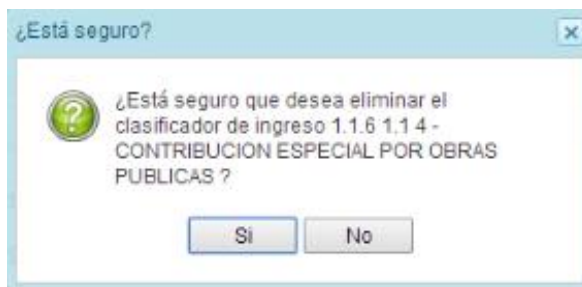 ¿Está seguro?
¿Está seguro que desea eliminar el
clasificador de ingreso 1.1.6 1.1 4 -
CONTRIBUCION ESPECIAL POR OBRAS
PUBLICAS ?
Si
No